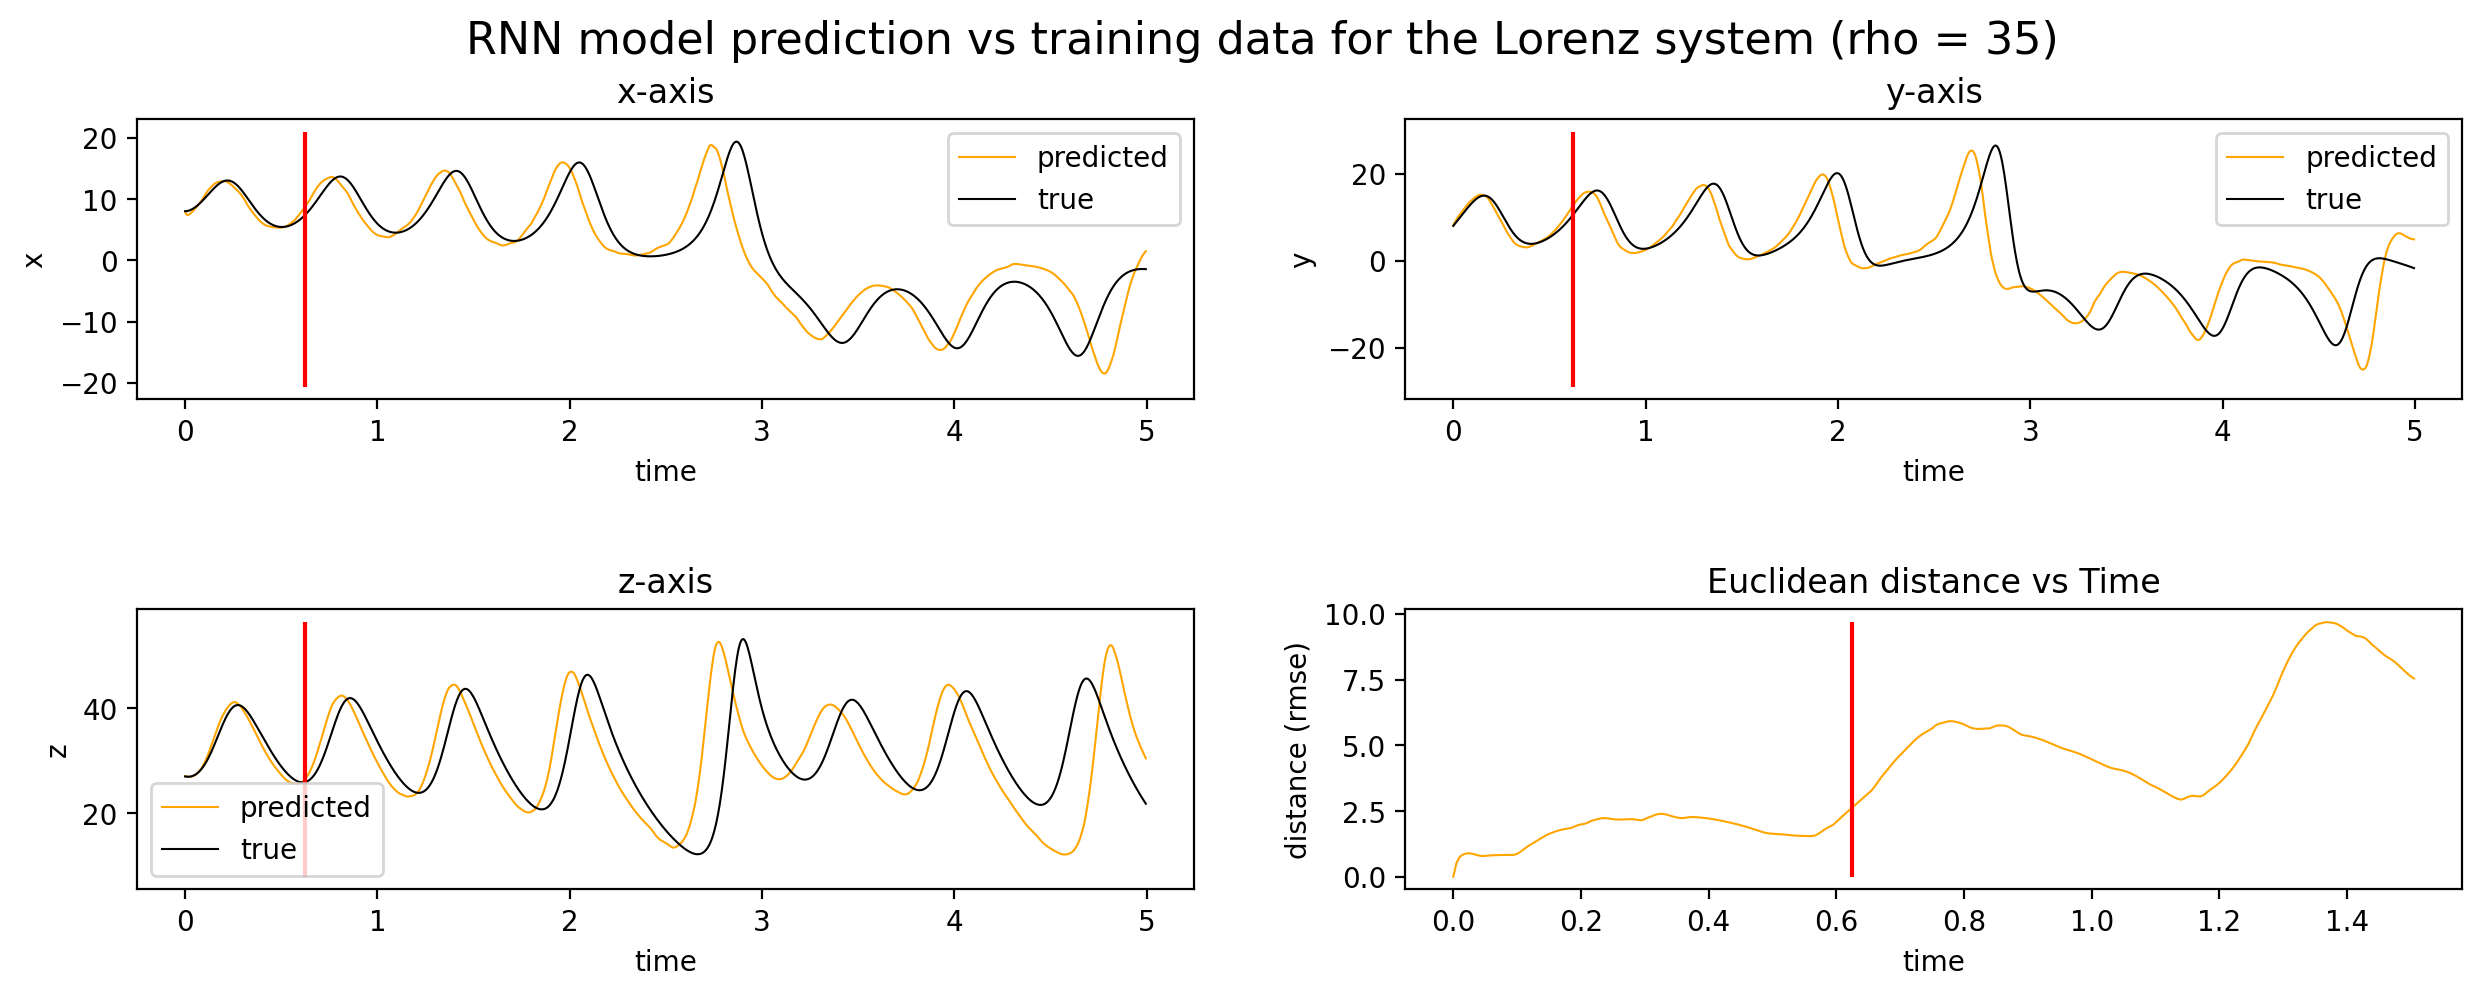 RNN model prediction vs training data for the Lorenz system (rho = 35)
x-axis
20
10
0
−10
−20
x
predicted
true
0 1 2 3 4 5
time
y-axis
20
0
−20
y
predicted
true
0 1 2 3 4 5
time
z-axis
40
20
z
predicted
true
0 1 2 3 4 5
time
Euclidean distance vs Time
10.0
7.5
5.0
2.5
0.0
distance (rmse)
0.0 0.2 0.4 0.6 0.8 1.0 1.2 1.4
time